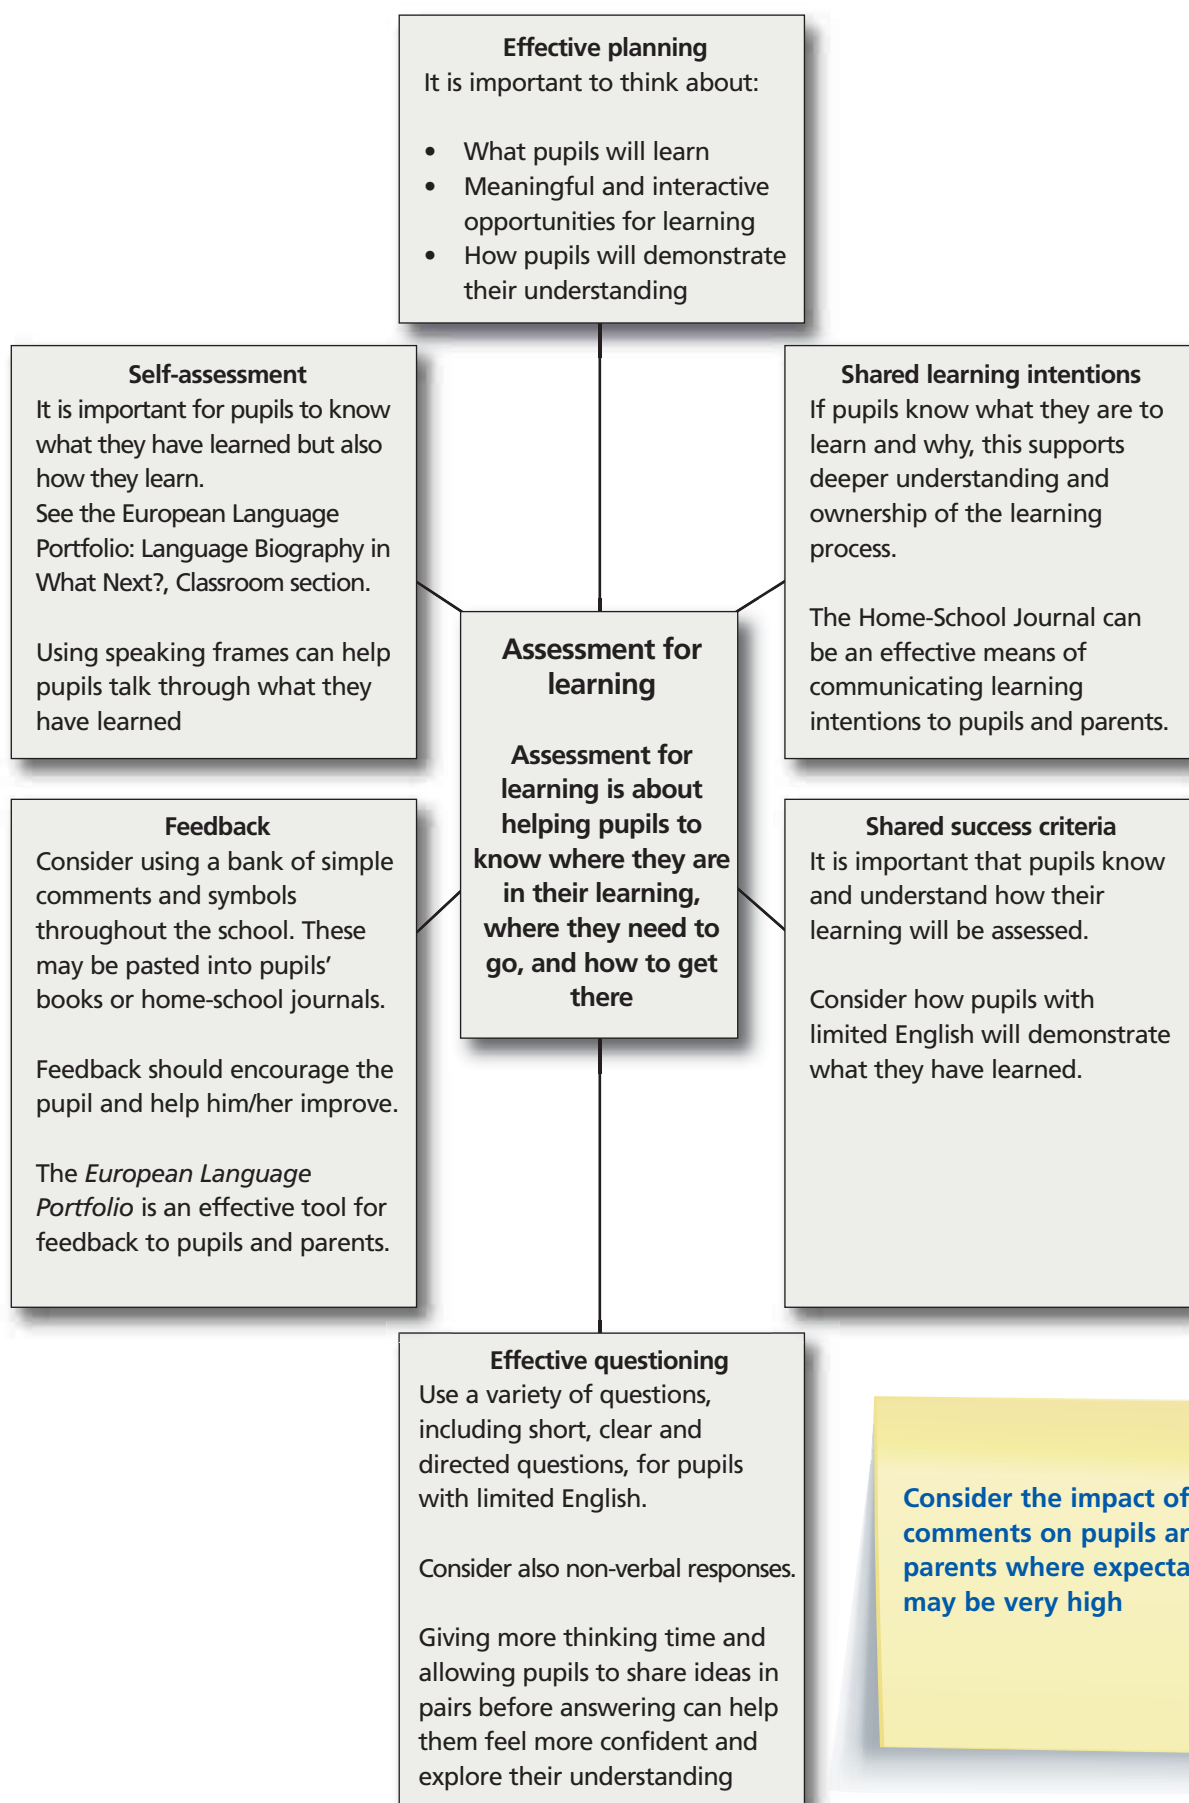 Effective planning
It is important to think about:
• What pupils will learn
• Meaningful and interactive
opportunities for learning
• How pupils will demonstrate
their understanding
Self-assessment
It is important for pupils to know
what they have learned but also
how they learn.
See the European Language
Portfolio: Language Biography in
What Next?, Classroom section.
Using speaking frames can help
pupils talk through what they
have learned
Shared learning intentions
If pupils know what they are to
learn and why, this supports
deeper understanding and
ownership of the learning
process.
The Home-School Journal can
be an effective means of
communicating learning
intentions to pupils and parents.
Assessment for
learning
Assessment for
learning is about
helping pupils to
know where they are
in their learning,
where they need to
go, and how to get
there
Feedback
Consider using a bank of simple
comments and symbols
throughout the school. These
may be pasted into pupils'
books or home-school journals.
Feedback should encourage the
pupil and help him/her improve.
The European Language
Portfolio is an effective tool for
feedback to pupils and parents.
Shared success criteria
It is important that pupils know
and understand how their
learning will be assessed.
Consider how pupils with
limited English will demonstrate
what they have learned.
Effective questioning
Use a variety of questions,
including short, clear and
directed questions, for pupils
with limited English.
Consider also non-verbal responses.
Giving more thinking time and
allowing pupils to share ideas in
pairs before answering can help
them feel more confident and
explore their understanding
Consider the impact of
comments on pupils
parents where
may be very high